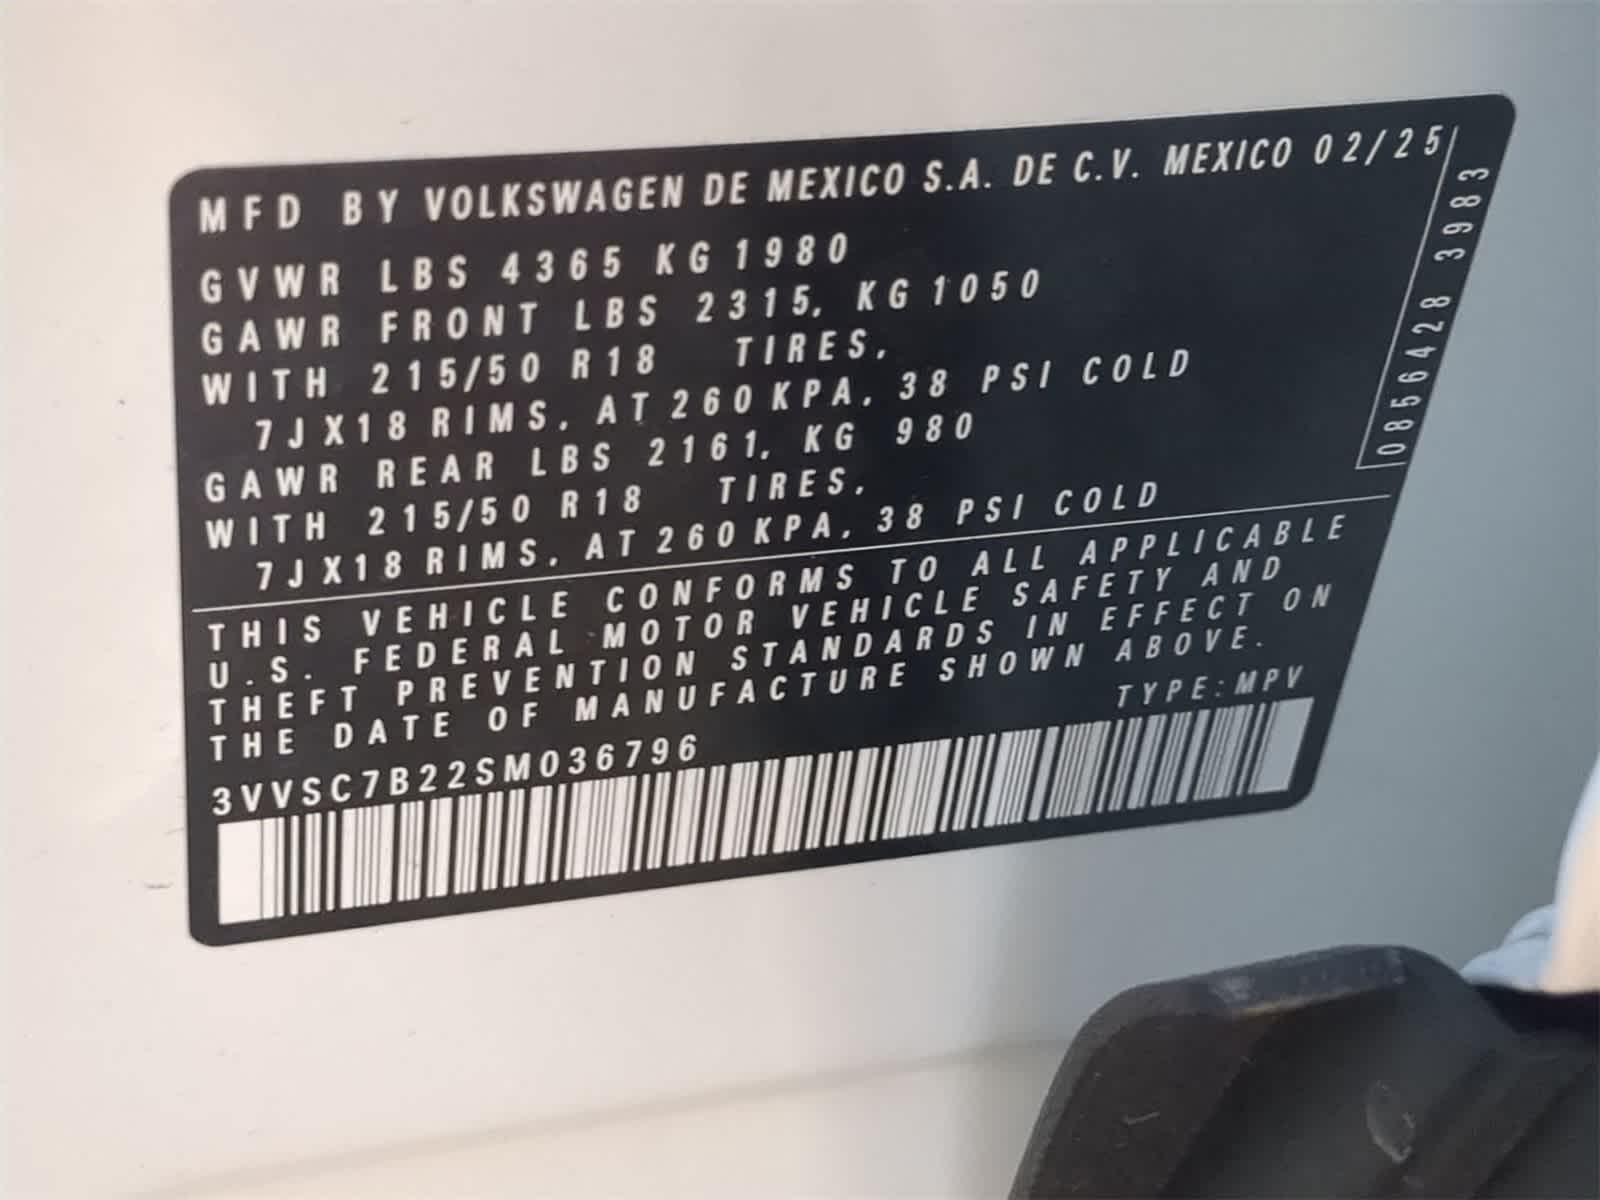 MFD BY VOLKSWAGEN DE MEXICO S.A. DE C.V. MEXICO 02/25
GVWR LBS 4365 KG 1980
GAWR FRONT LBS 2315, KG 1050
WITH 215/50 R18 TIRES,
7JX18 RIMS, AT 260 KPA, 38 PSI COLD
GAWR REAR LBS 2161, KG 980
WITH 215/50 R18 TIRES,
7JX18 RIMS, AT 260 KPA, 38 PSI COLD
THIS VEHICLE CONFORMS TO ALL APPLICABLE
U.S. FEDERAL MOTOR VEHICLE SAFETY AND
THEFT PREVENTION STANDARDS IN EFFECT ON
THE DATE OF MANUFACTURE SHOWN ABOVE.
TYPE:MPV
3VVSC7B22SM036796
0856428 3983